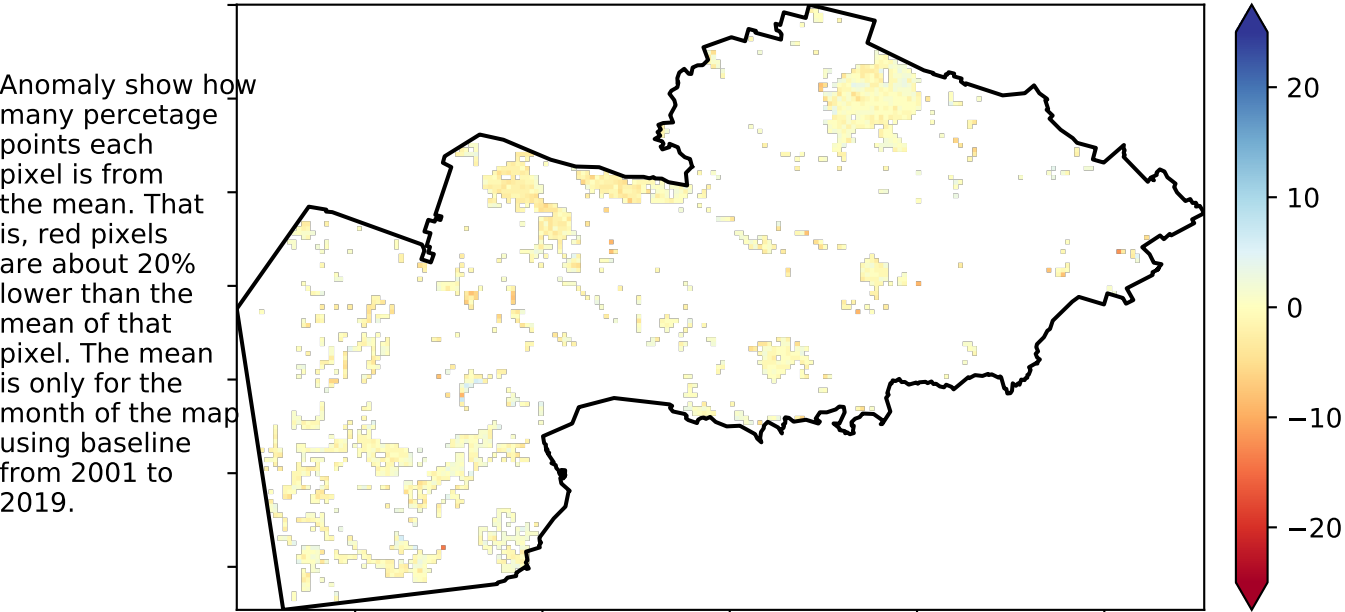 Anomaly show how
many percetage
points each
pixel is from
the mean. That
is, red pixels
are about 20%
lower than the
mean of that
pixel. The mean
is only for the
month of the map
using baseline
from 2001 to
2019.
20
10
0
−10
−20